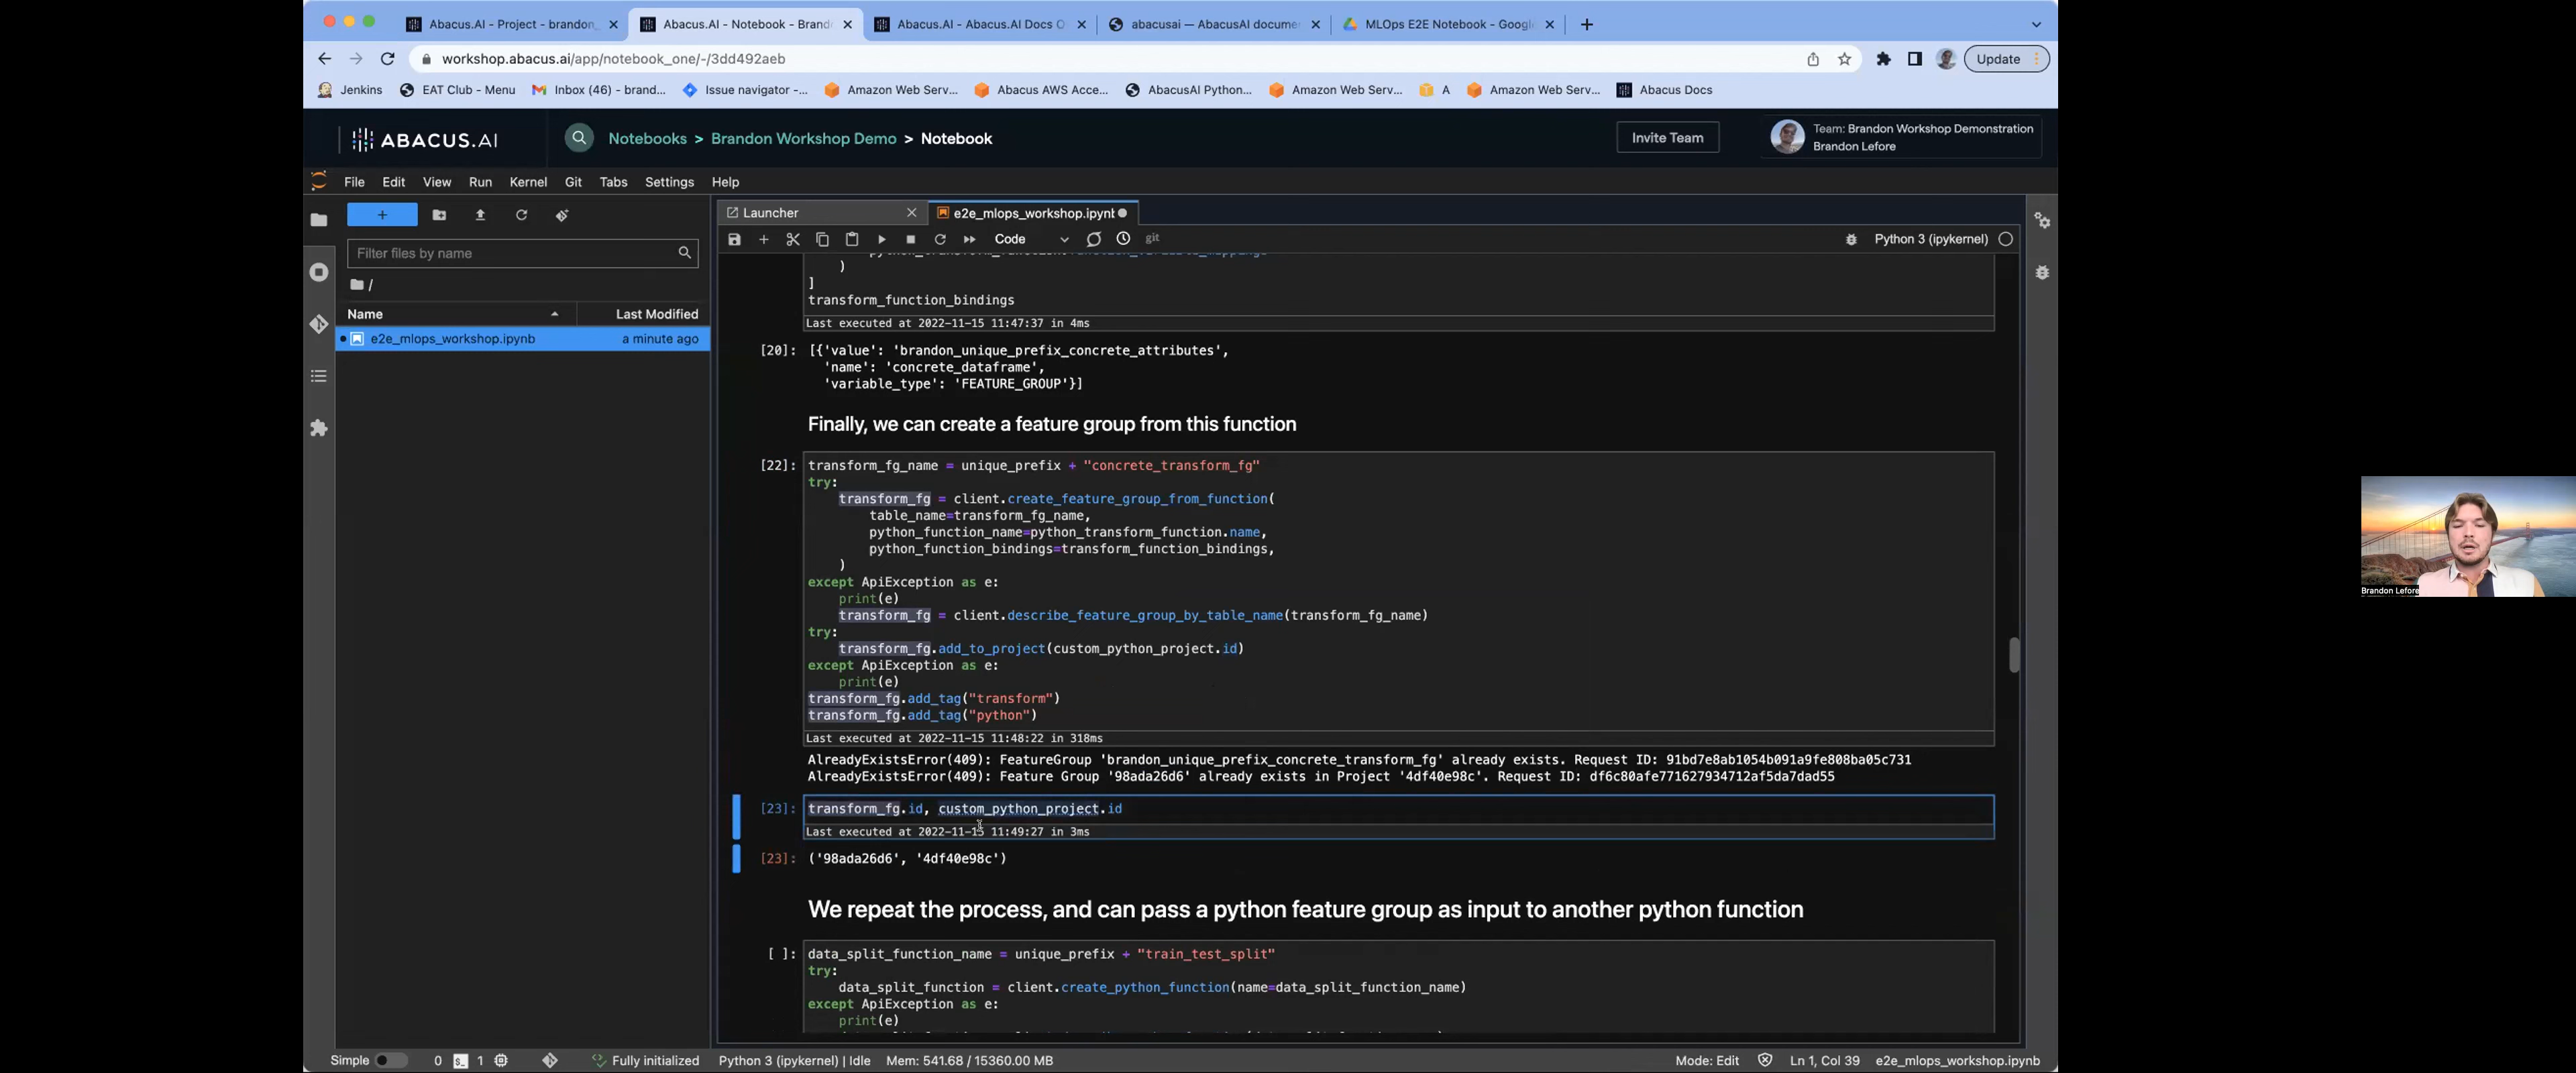 Abacus.AI - Project - brandon_
Abacus.AI - Notebook - Brand
Abacus.AI - Abacus.AI Docs O
abacusai — AbacusAI docume
MLOps E2E Notebook - Googl
workshop.abacus.ai/app/notebook_one/-/3dd492aeb
Update
Jenkins
EAT Club - Menu
Inbox (46) - brand...
Issue navigator -...
Amazon Web Serv...
Abacus AWS Acce...
AbacusAI Python...
Amazon Web Serv...
A
Amazon Web Serv...
Abacus Docs
ABACUS.AI
Notebooks > Brandon Workshop Demo > Notebook
Invite Team
Team: Brandon Workshop Demonstration
Brandon Lefore
File Edit View Run Kernel Git Tabs Settings Help
+
Launcher
e2e_mlops_workshop.ipynb
Code
git
Python 3 (ipykernel)
Filter files by name
/
Name
Last Modified
e2e_mlops_workshop.ipynb
a minute ago
)
]
transform_function_bindings
Last executed at 2022-11-15 11:47:37 in 4ms
[20]: [{'value': 'brandon_unique_prefix_concrete_attributes',
'name': 'concrete_dataframe',
'variable_type': 'FEATURE_GROUP'}]
Finally, we can create a feature group from this function
[22]: transform_fg_name = unique_prefix + "concrete_transform_fg"
try:
transform_fg = client.create_feature_group_from_function(
table_name=transform_fg_name,
python_function_name=python_transform_function.name,
python_function_bindings=transform_function_bindings,
)
except ApiException as e:
print(e)
transform_fg = client.describe_feature_group_by_table_name(transform_fg_name)
try:
transform_fg.add_to_project(custom_python_project.id)
except ApiException as e:
print(e)
transform_fg.add_tag("transform")
transform_fg.add_tag("python")
Last executed at 2022-11-15 11:48:22 in 318ms
AlreadyExistsError(409): FeatureGroup 'brandon_unique_prefix_concrete_transform_fg' already exists. Request ID: 91bd7e8ab1054b091a9fe808ba05c731
AlreadyExistsError(409): Feature Group '98ada26d6' already exists in Project '4df40e98c'. Request ID: df6c80afe771627934712af5da7dad55
[23]: transform_fg.id, custom_python_project.id
Last executed at 2022-11-15 11:49:27 in 3ms
[23]: ('98ada26d6', '4df40e98c')
We repeat the process, and can pass a python feature group as input to another python function
[ ]: data_split_function_name = unique_prefix + "train_test_split"
try:
data_split_function = client.create_python_function(name=data_split_function_name)
except ApiException as e:
print(e)
Simple
0
1
Fully initialized
Python 3 (ipykernel) | Idle
Mem: 541.68 / 15360.00 MB
Mode: Edit
Ln 1, Col 39
e2e_mlops_workshop.ipynb
Brandon Lefore